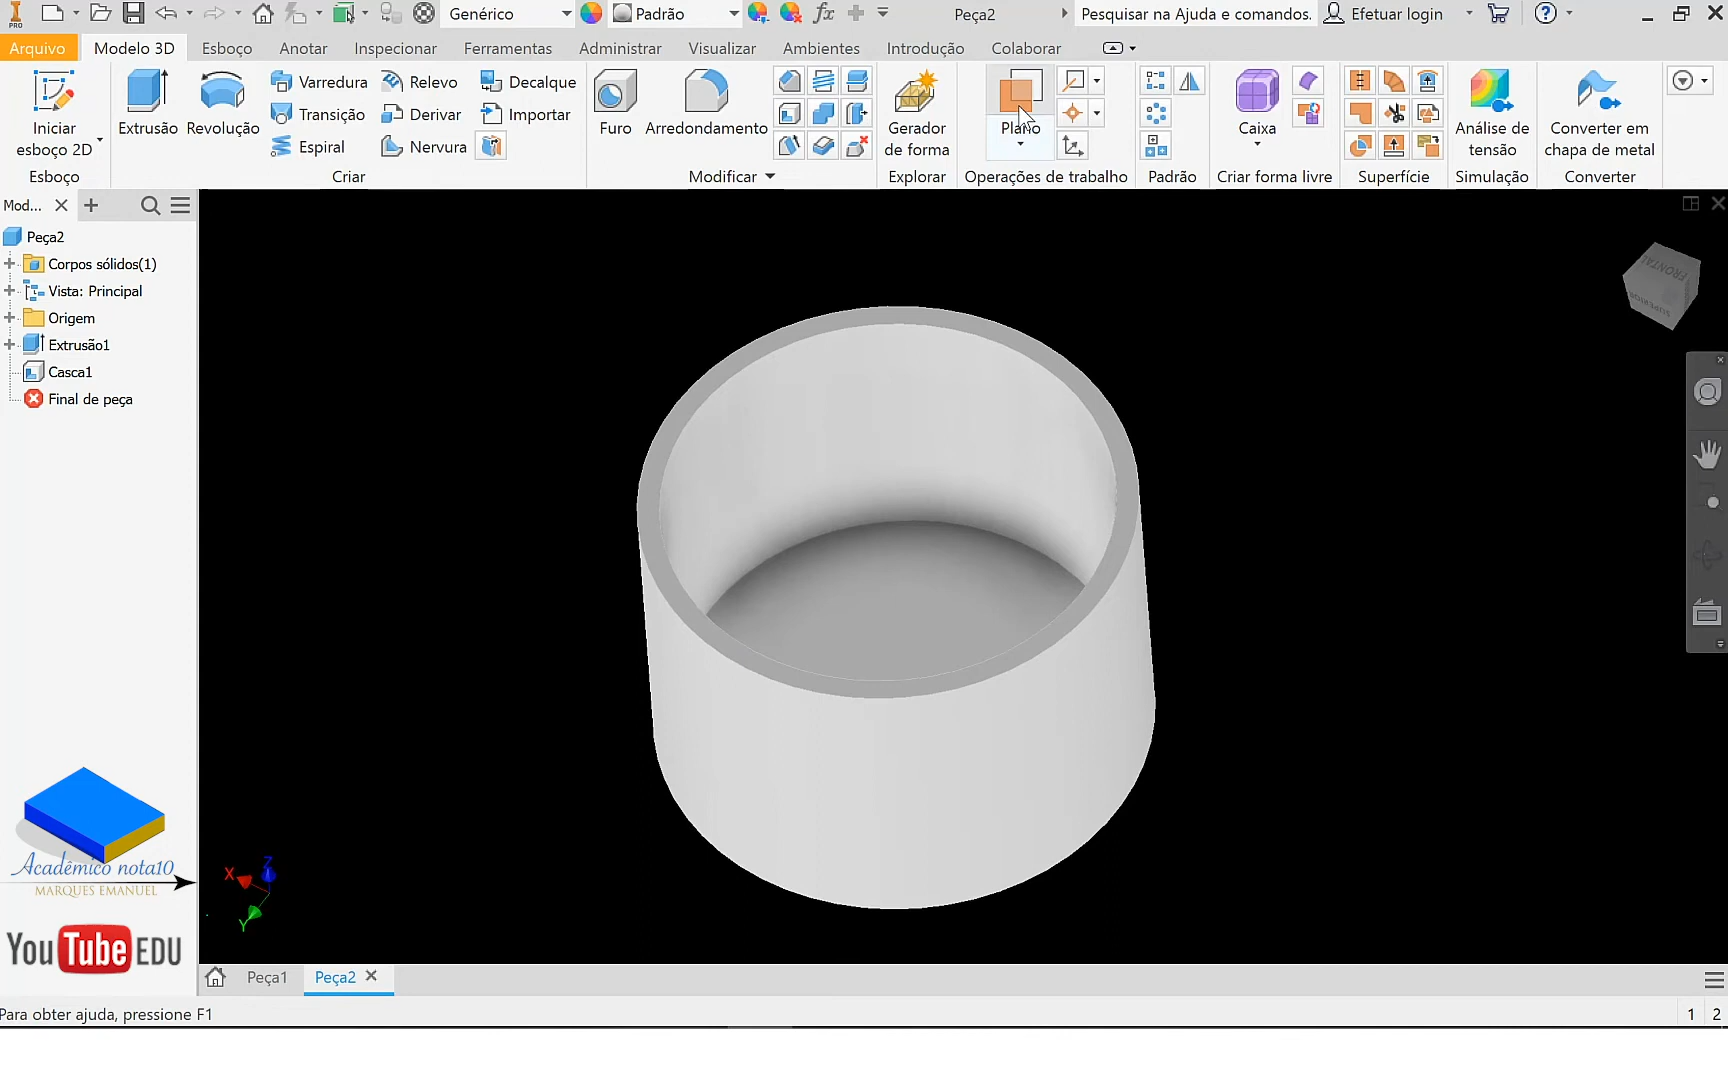 PRO
Genérico
Padrão
fx
Peça2
Pesquisar na Ajuda e comandos.
Efetuar login
Arquivo
Modelo 3D
Esboço
Anotar
Inspecionar
Ferramentas
Administrar
Visualizar
Ambientes
Introdução
Colaborar
Iniciar
esboço 2D
Esboço
Extrusão
Revolução
Varredura
Transição
Espiral
Relevo
Derivar
Nervura
Decalque
Importar
Criar
Furo
Arredondamento
Modificar
Gerador
de forma
Explorar
Plano
Operações de trabalho
Padrão
Caixa
Criar forma livre
Superfície
Análise de
tensão
Simulação
Converter em
chapa de metal
Converter
Mod...
Peça2
Corpos sólidos(1)
Vista: Principal
Origem
Extrusão1
Casca1
Final de peça
FRONTAL
SUPERIOR
Acadêmico nota10
MARQUES EMANUEL
YouTube EDU
X
Z
Y
Peça1
Peça2
Para obter ajuda, pressione F1
1 2